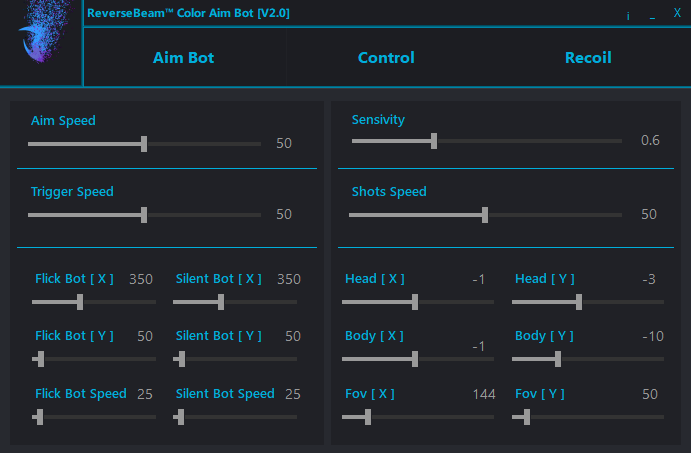 ReverseBeam™ Color Aim Bot [V2.0]
i _ X
Aim Bot Control Recoil
Aim Speed
50
Trigger Speed
50
Flick Bot [ X ] 350 Silent Bot [ X ] 350
Flick Bot [ Y ] 50 Silent Bot [ Y ] 50
Flick Bot Speed 25 Silent Bot Speed 25
Sensivity
0.6
Shots Speed
50
Head [ X ] -1 Head [ Y ] -3
Body [ X ] -1 Body [ Y ] -10
Fov [ X ] 144 Fov [ Y ] 50